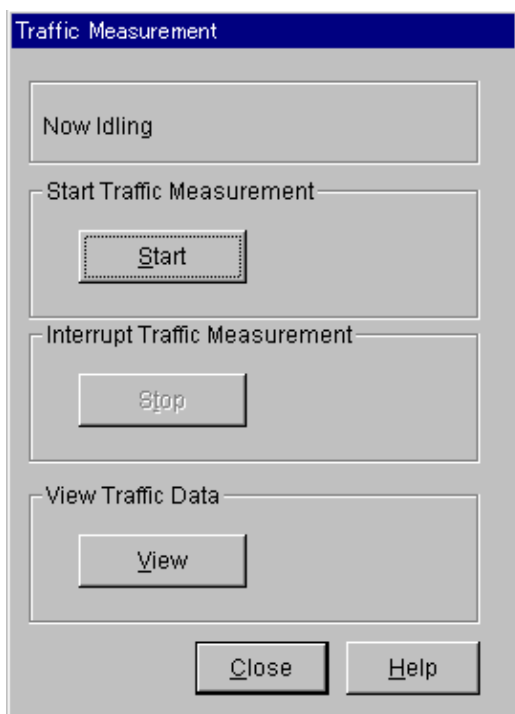 Traffic Measurement
Now Idling
Start Traffic Measurement
Start
Interrupt Traffic Measurement
Stop
View Traffic Data
View
Close Help